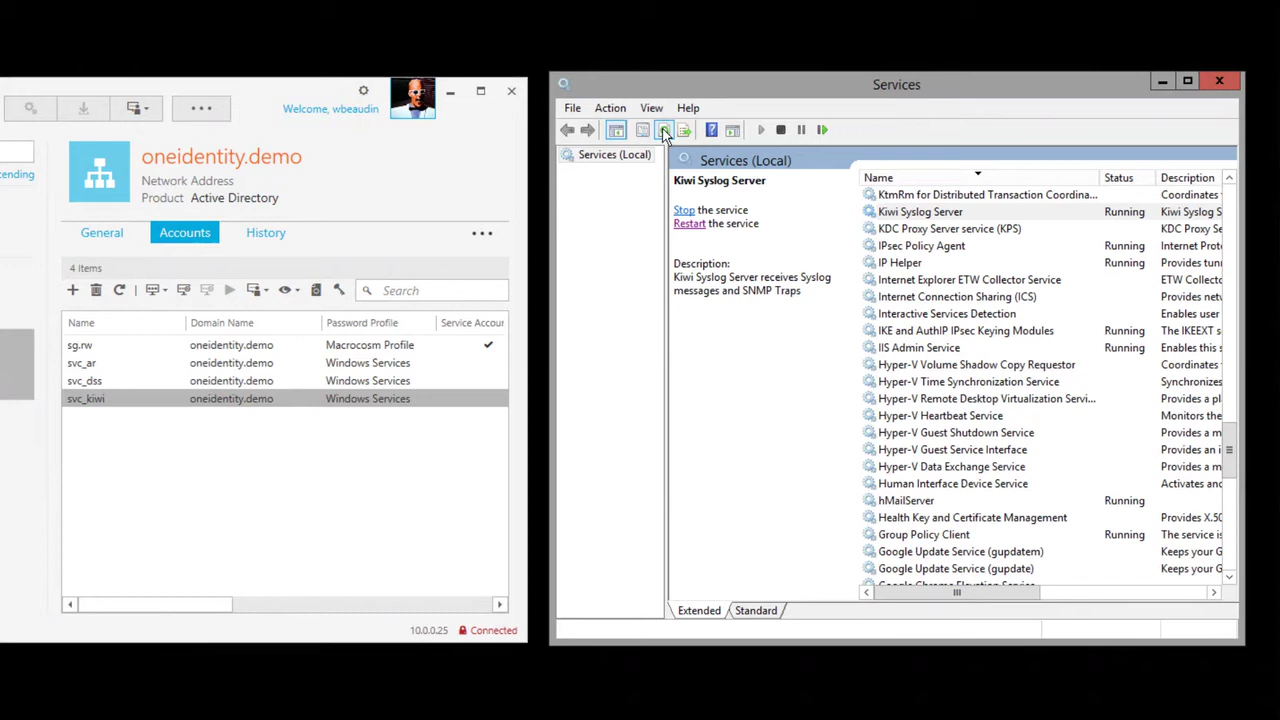 Welcome, wbeaudin
ending
oneidentity.demo
Network Address
Product Active Directory
General Accounts History
4 items
Search
Name Domain Name Password Profile Service Accour
sg.rw oneidentity.demo Macrocosm Profile
svc_ar oneidentity.demo Windows Services
svc_dss oneidentity.demo Windows Services
svc_kiwi oneidentity.demo Windows Services
10.0.0.25 Connected
Services
File Action View Help
Services (Local)
Services (Local)
Kiwi Syslog Server
Stop the service
Restart the service
Description:
Kiwi Syslog Server receives Syslog
messages and SNMP Traps
Name Status Description
KtmRm for Distributed Transaction Coordina... Coordinates
Kiwi Syslog Server Running Kiwi Syslog S
KDC Proxy Server service (KPS) KDC Proxy Se
IPsec Policy Agent Running Internet Prot
IP Helper Running Provides tun
Internet Explorer ETW Collector Service ETW Collector
Internet Connection Sharing (ICS) Provides net
Interactive Services Detection Enables user
IKE and AuthIP IPsec Keying Modules Running The IKEEXT s
IIS Admin Service Running Enables this s
Hyper-V Volume Shadow Copy Requestor Coordinates
Hyper-V Time Synchronization Service Synchronizes
Hyper-V Remote Desktop Virtualization Servi... Provides a pl
Hyper-V Heartbeat Service Monitors the
Hyper-V Guest Shutdown Service Provides a m
Hyper-V Guest Service Interface Provides an i
Hyper-V Data Exchange Service Provides a m
Human Interface Device Service Activates and
hMailServer Running
Health Key and Certificate Management Provides X.50
Group Policy Client Running The service is
Google Update Service (gupdatem) Keeps your G
Google Update Service (gupdate) Keeps your G
Google Chrome Elevation Service
Extended Standard